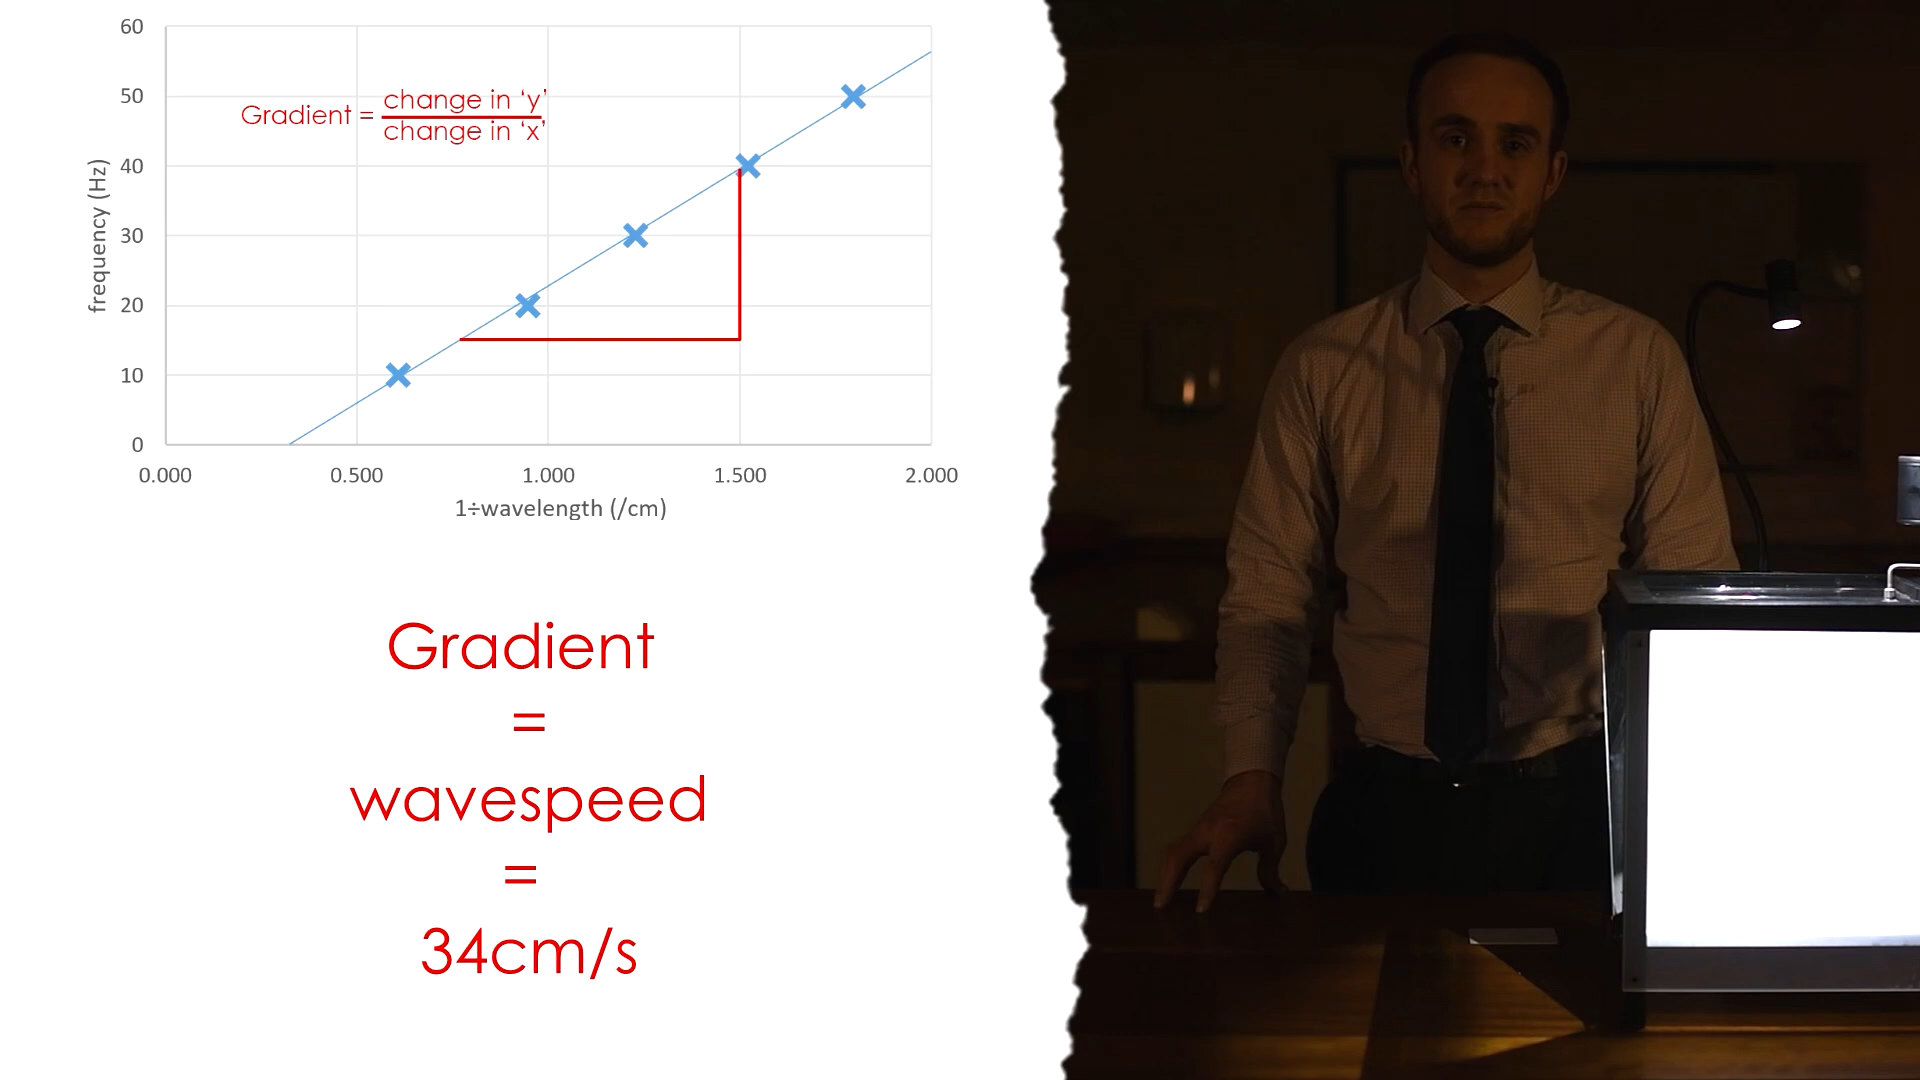 60
50
40
30
20
10
0
frequency (Hz)
Gradient = change in ‘y’
change in ‘x’
0.000 0.500 1.000 1.500 2.000
1÷wavelength (/cm)
Gradient
=
wavespeed
=
34cm/s